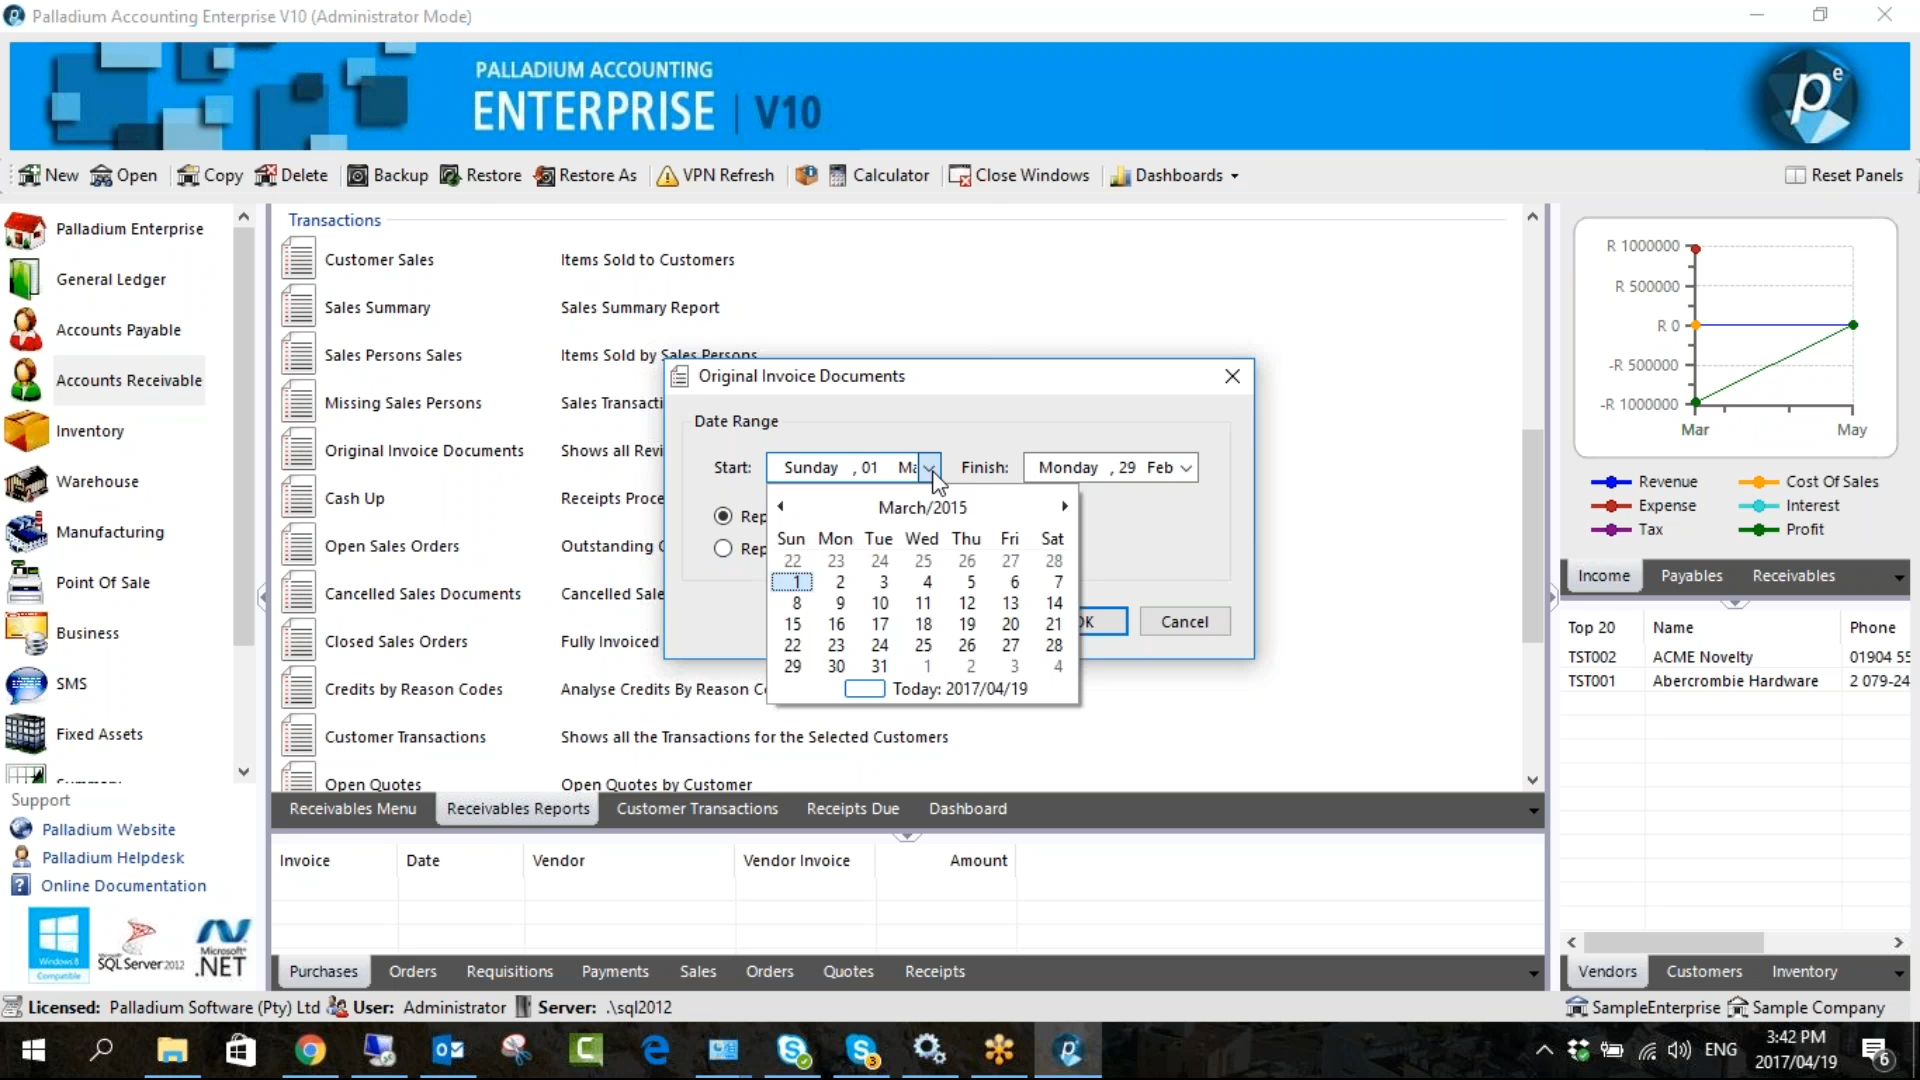 Palladium Accounting Enterprise V10 (Administrator Mode)
PALLADIUM ACCOUNTING
ENTERPRISE | V10
pe
New Open Copy Delete Backup Restore Restore As VPN Refresh Calculator Close Windows Dashboards Reset Panels
Palladium Enterprise
General Ledger
Accounts Payable
Accounts Receivable
Inventory
Warehouse
Manufacturing
Point Of Sale
Business
SMS
Fixed Assets
Support
Palladium Website
Palladium Helpdesk
Online Documentation
Windows 8
Compatible
SQL Server 2012
Microsoft
.NET
Transactions
Customer Sales Items Sold to Customers
Sales Summary Sales Summary Report
Sales Persons Sales Items Sold by Sales Persons
Missing Sales Persons Sales Transacti
Original Invoice Documents Shows all Revi
Cash Up Receipts Proce
Open Sales Orders Outstanding
Cancelled Sales Documents Cancelled Sale
Closed Sales Orders Fully Invoiced
Credits by Reason Codes Analyse Credits By Reason C
Customer Transactions Shows all the Transactions for the Selected Customers
Open Quotes Open Quotes by Customer
Original Invoice Documents
Date Range
Start: Sunday , 01 Ma Finish: Monday , 29 Feb
Rep
Rep
March/2015
Sun Mon Tue Wed Thu Fri Sat
22 23 24 25 26 27 28
1 2 3 4 5 6 7
8 9 10 11 12 13 14
15 16 17 18 19 20 21
22 23 24 25 26 27 28
29 30 31 1 2 3 4
Today: 2017/04/19
OK Cancel
Receivables Menu Receivables Reports Customer Transactions Receipts Due Dashboard
Invoice Date Vendor Vendor Invoice Amount
Purchases Orders Requisitions Payments Sales Orders Quotes Receipts
R 1000000
R 500000
R 0
-R 500000
-R 1000000
Mar May
Revenue Cost Of Sales
Expense Interest
Tax Profit
Income Payables Receivables
Top 20 Name Phone
TST002 ACME Novelty 01904 55
TST001 Abercrombie Hardware 2 079-24
Vendors Customers Inventory
Licensed: Palladium Software (Pty) Ltd User: Administrator Server: .\sql2012 SampleEnterprise Sample Company
3
ENG
3:42 PM
2017/04/19
6